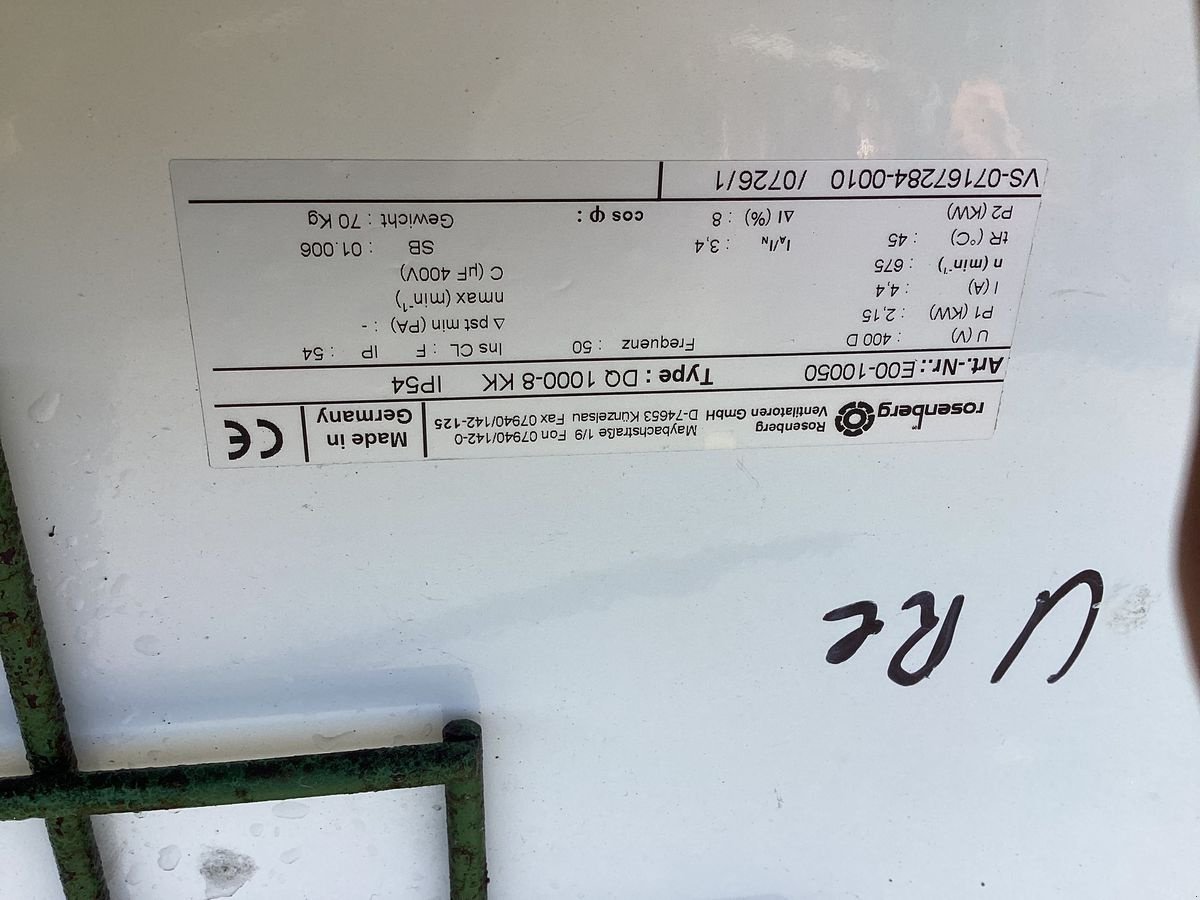 rosenberg
Rosenberg
Ventilatoren GmbH
Maybachstraße 1/9 Fon 07940/142-0
D-74653 Künzelsau Fax 07940/142-125
Made in
Germany
CE
Art.-Nr.: E00-10050 Type : DQ 1000-8 KK IP54
U (V) : 400 D Frequenz : 50 Ins CL : F IP : 54
P1 (KW) : 2,15 Δ pst min (PA) : -
I (A) : 4,4 nmax (min⁻¹)
n (min⁻¹) : 675 C (µF 400V)
tR (°C) : 45 IA/IN : 3,4 SB : 01.006
P2 (KW) ΔI (%) : 8 cos φ : Gewicht : 70 Kg
VS-07167284-0010 /0726/1
U Re